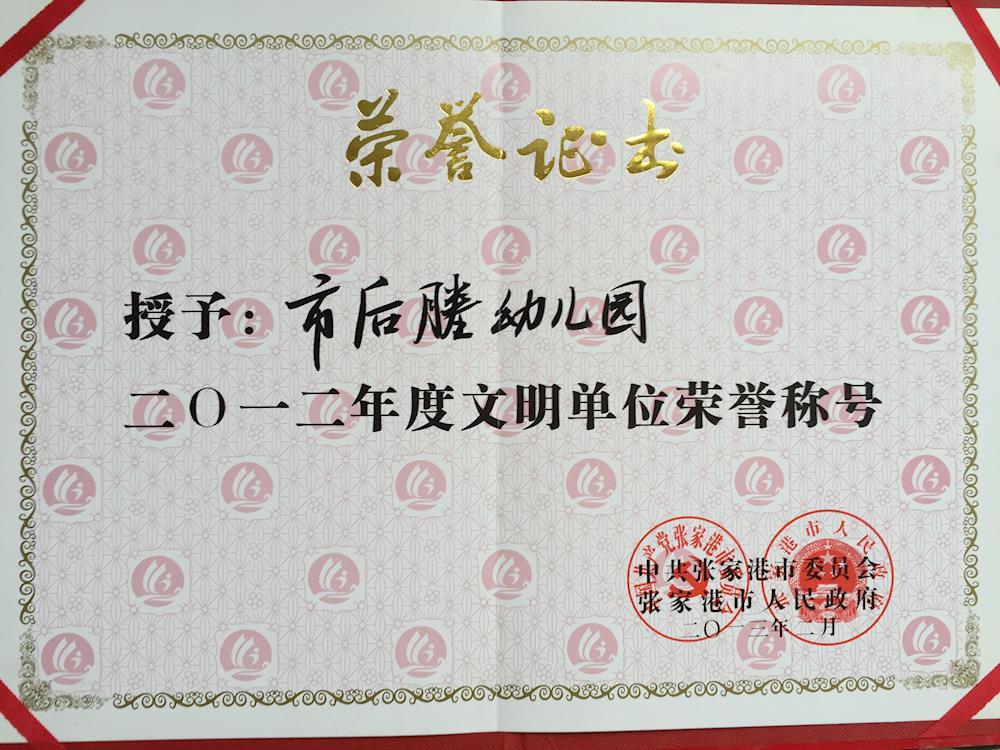 荣誉证书
授予：市后塍幼儿园
二〇一二年度文明单位荣誉称号
中共张家港市委员会
张家港市人民政府
二〇一三年二月